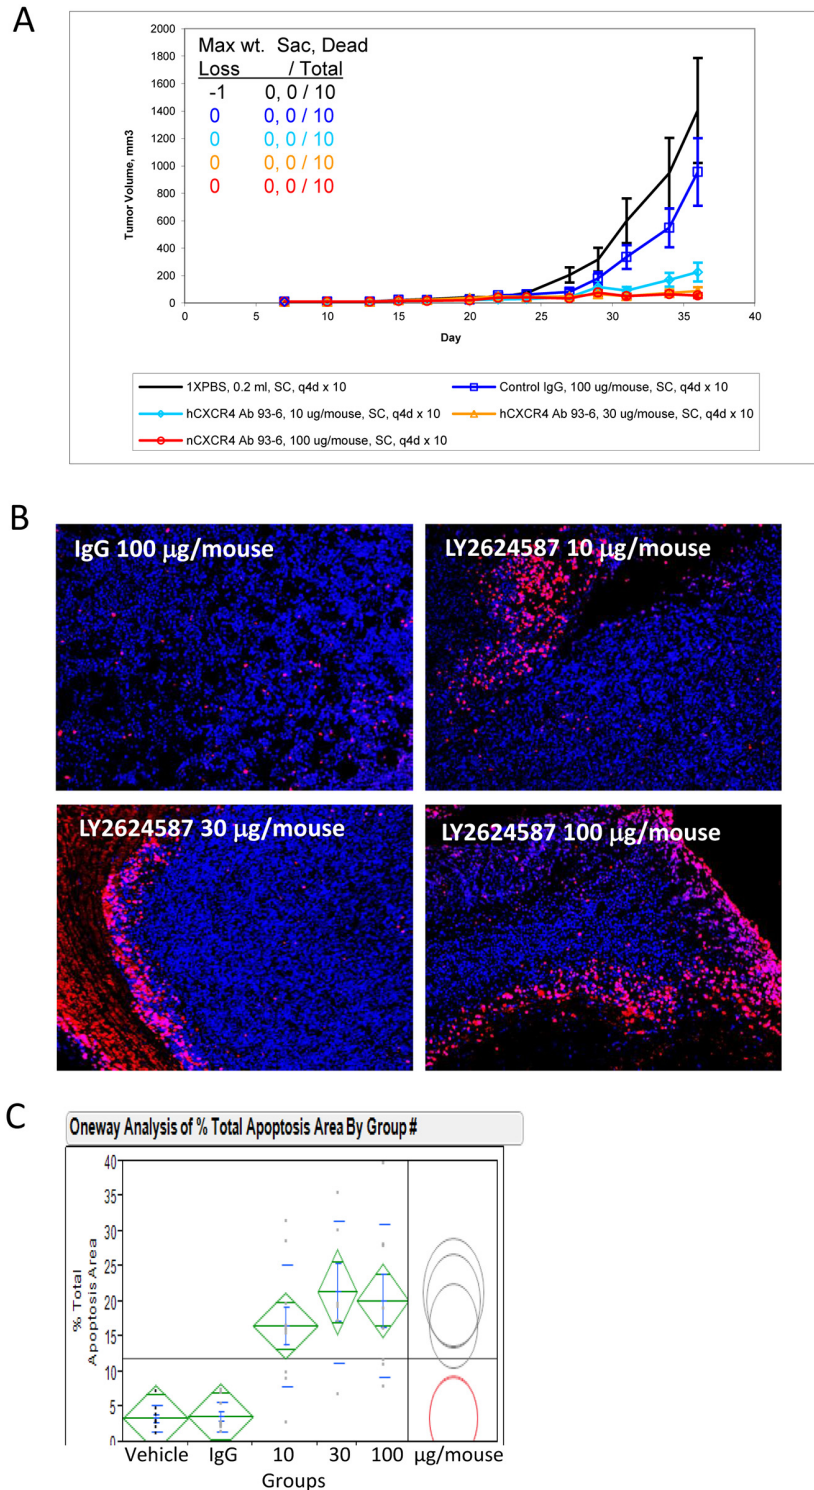 A
Max wt. Sac, Dead
Loss / Total
-1 0, 0 / 10
0 0, 0 / 10
0 0, 0 / 10
0 0, 0 / 10
0 0, 0 / 10
Tumor Volume, mm3
2000
1800
1600
1400
1200
1000
800
600
400
200
0
0 5 10 15 20 25 30 35 40
Day
1XPBS, 0.2 ml, SC, q4d x 10
Control IgG, 100 ug/mouse, SC, q4d x 10
hCXCR4 Ab 93-6, 10 ug/mouse, SC, q4d x 10
hCXCR4 Ab 93-6, 30 ug/mouse, SC, q4d x 10
nCXCR4 Ab 93-6, 100 ug/mouse, SC, q4d x 10
B
IgG 100 µg/mouse
LY2624587 10 µg/mouse
LY2624587 30 µg/mouse
LY2624587 100 µg/mouse
C
Oneway Analysis of % Total Apoptosis Area By Group #
% Total
Apoptosis Area
40
35
30
25
20
15
10
5
0
Vehicle IgG 10 30 100 µg/mouse
Groups